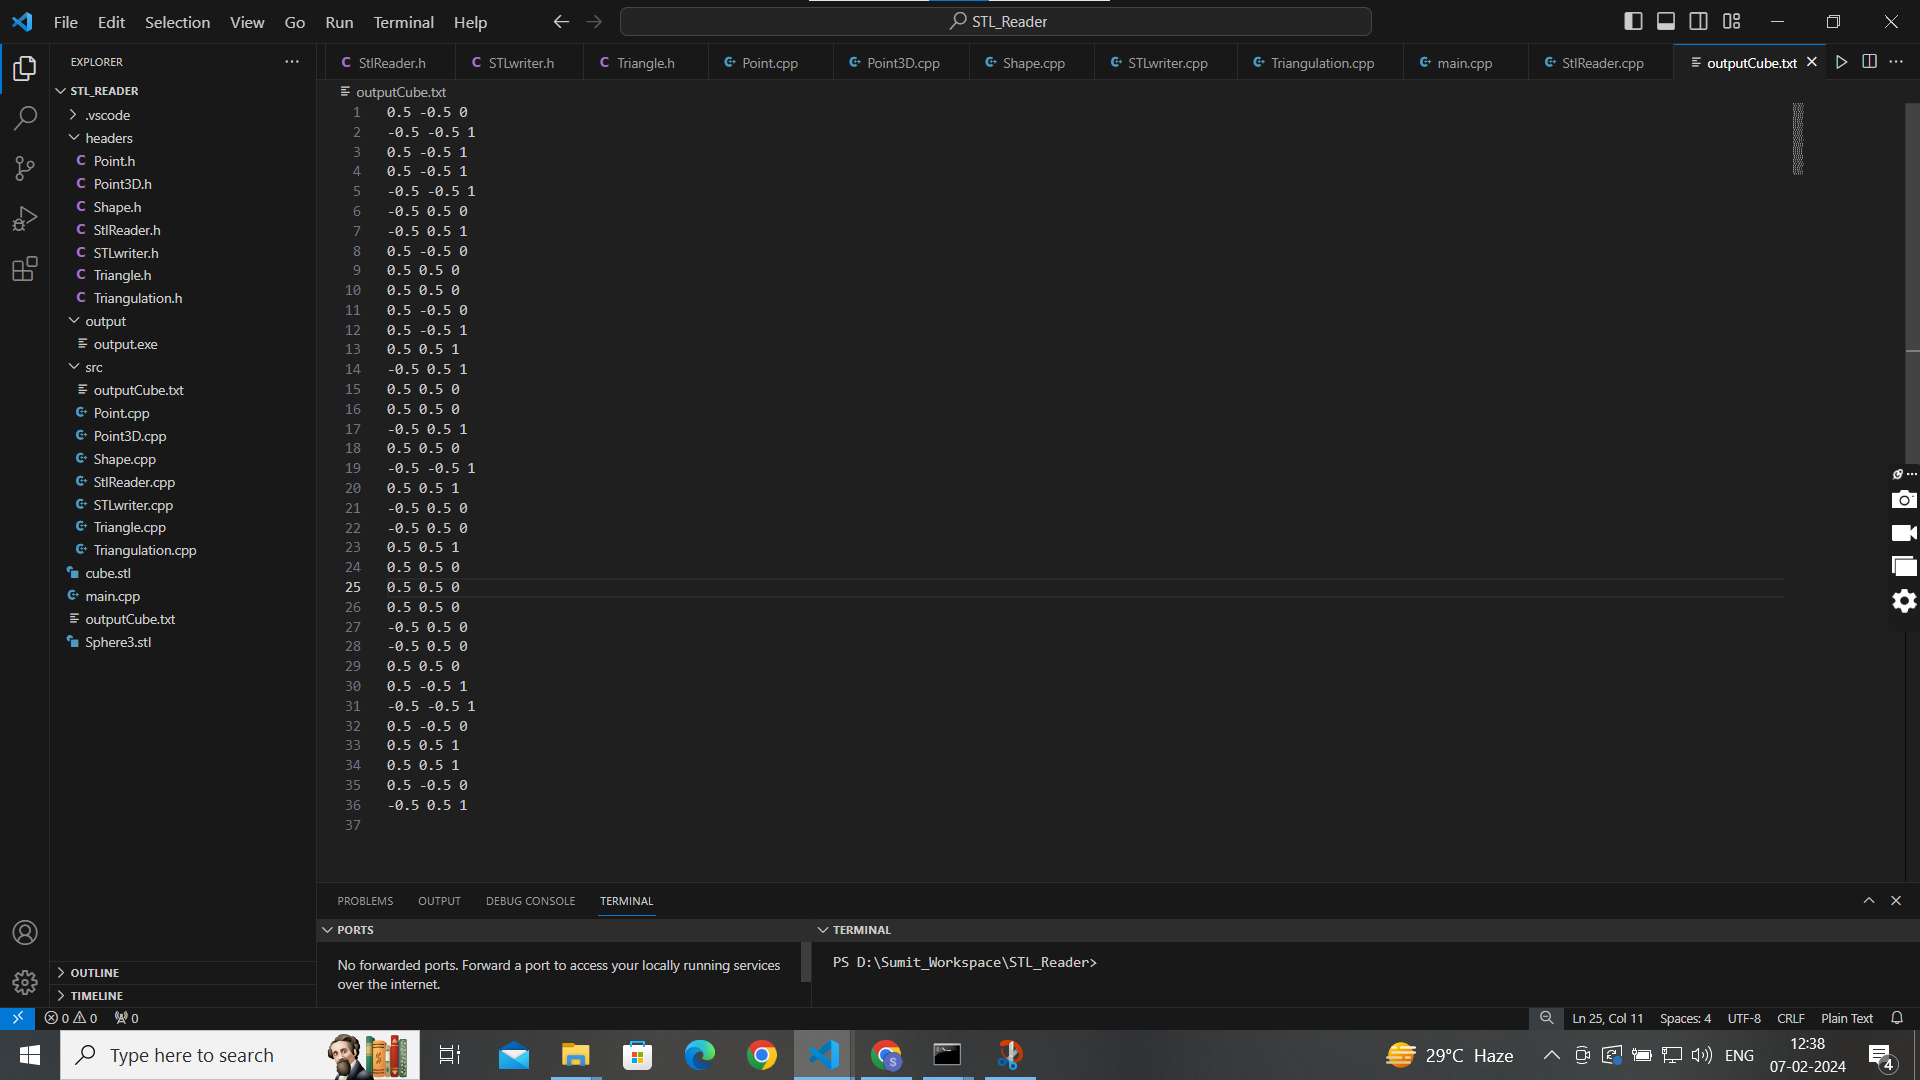 File Edit Selection View Go Run Terminal Help
STL_Reader
EXPLORER
StlReader.h STLwriter.h Triangle.h Point.cpp Point3D.cpp Shape.cpp STLwriter.cpp Triangulation.cpp main.cpp StlReader.cpp outputCube.txt
STL_READER
.vscode
headers
Point.h
Point3D.h
Shape.h
StlReader.h
STLwriter.h
Triangle.h
Triangulation.h
output
output.exe
src
outputCube.txt
Point.cpp
Point3D.cpp
Shape.cpp
StlReader.cpp
STLwriter.cpp
Triangle.cpp
Triangulation.cpp
cube.stl
main.cpp
outputCube.txt
Sphere3.stl
OUTLINE
TIMELINE
outputCube.txt
1 0.5 -0.5 0
2 -0.5 -0.5 1
3 0.5 -0.5 1
4 0.5 -0.5 1
5 -0.5 -0.5 1
6 -0.5 0.5 0
7 -0.5 0.5 1
8 0.5 -0.5 0
9 0.5 0.5 0
10 0.5 0.5 0
11 0.5 -0.5 0
12 0.5 -0.5 1
13 0.5 0.5 1
14 -0.5 0.5 1
15 0.5 0.5 0
16 0.5 0.5 0
17 -0.5 0.5 1
18 0.5 0.5 0
19 -0.5 -0.5 1
20 0.5 0.5 1
21 -0.5 0.5 0
22 -0.5 0.5 0
23 0.5 0.5 1
24 0.5 0.5 0
25 0.5 0.5 0
26 0.5 0.5 0
27 -0.5 0.5 0
28 -0.5 0.5 0
29 0.5 0.5 0
30 0.5 -0.5 1
31 -0.5 -0.5 1
32 0.5 -0.5 0
33 0.5 0.5 1
34 0.5 0.5 1
35 0.5 -0.5 0
36 -0.5 0.5 1
37
PROBLEMS OUTPUT DEBUG CONSOLE TERMINAL
PORTS
No forwarded ports. Forward a port to access your locally running services
over the internet.
TERMINAL
PS D:\Sumit_Workspace\STL_Reader>
0 0 0
Ln 25, Col 11 Spaces: 4 UTF-8 CRLF Plain Text
Type here to search
29°C Haze
ENG
12:38
07-02-2024
4